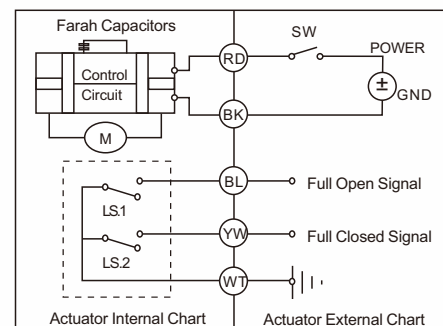 Farah Capacitors
SW
POWER
RD
Control
Circuit
±
GND
BK
M
BL
Full Open Signal
LS.1
YW
Full Closed Signal
LS.2
WT
Actuator Internal Chart
Actuator External Chart